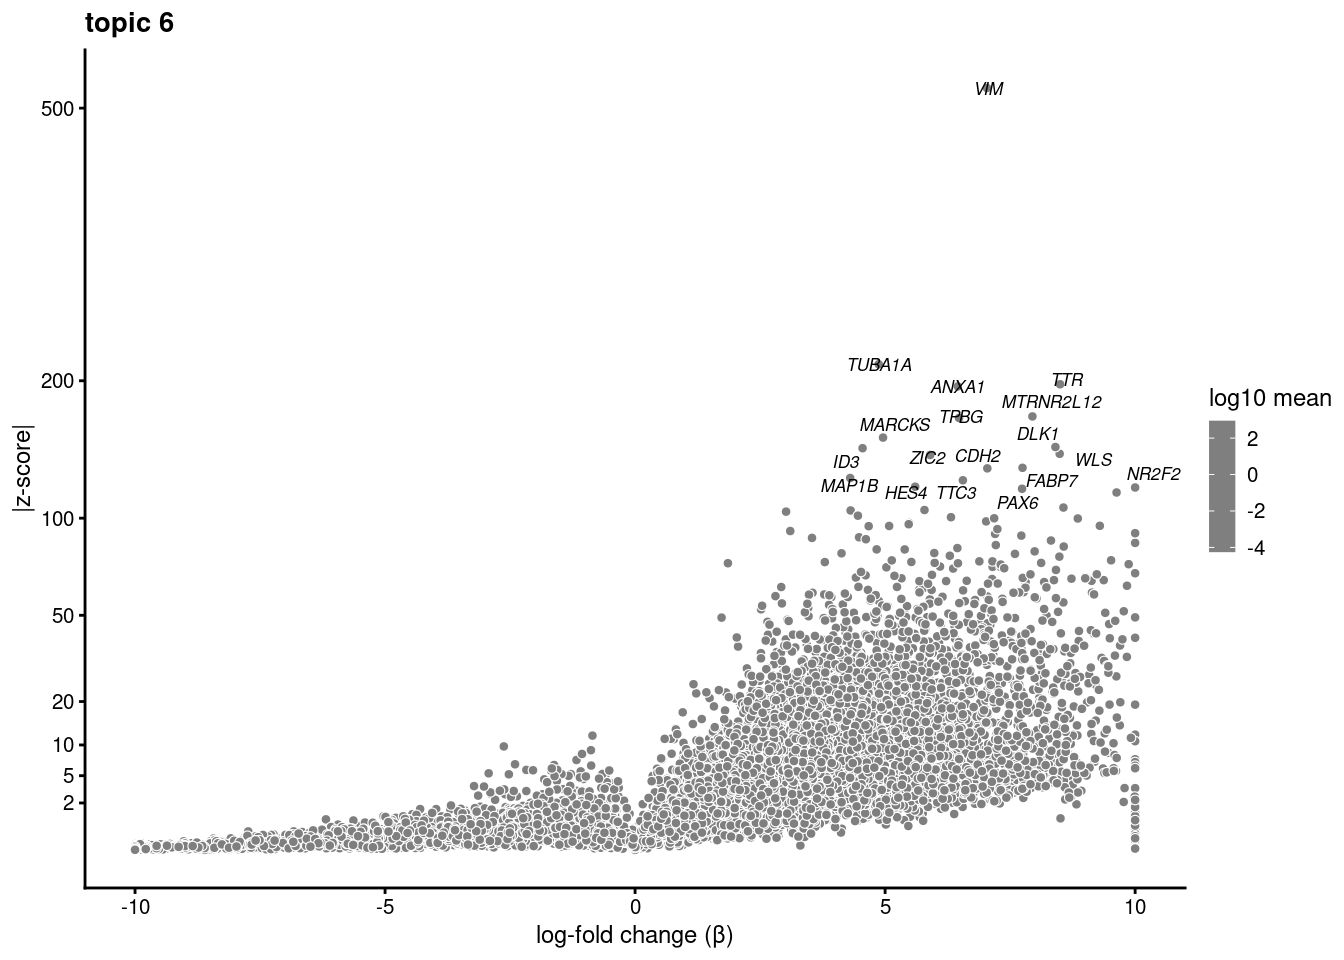 topic 6
500
200
100
50
20
10
5
2
|z-score|
VIM
TUBA1A
ANXA1
TTR
MTRNR2L12
TPBG
MARCKS
DLK1
ID3
ZIC2
CDH2
WLS
NR2F2
MAP1B
HES4
TTC3
FABP7
PAX6
-10
-5
0
5
10
log-fold change (β)
log10 mean
2
0
-2
-4